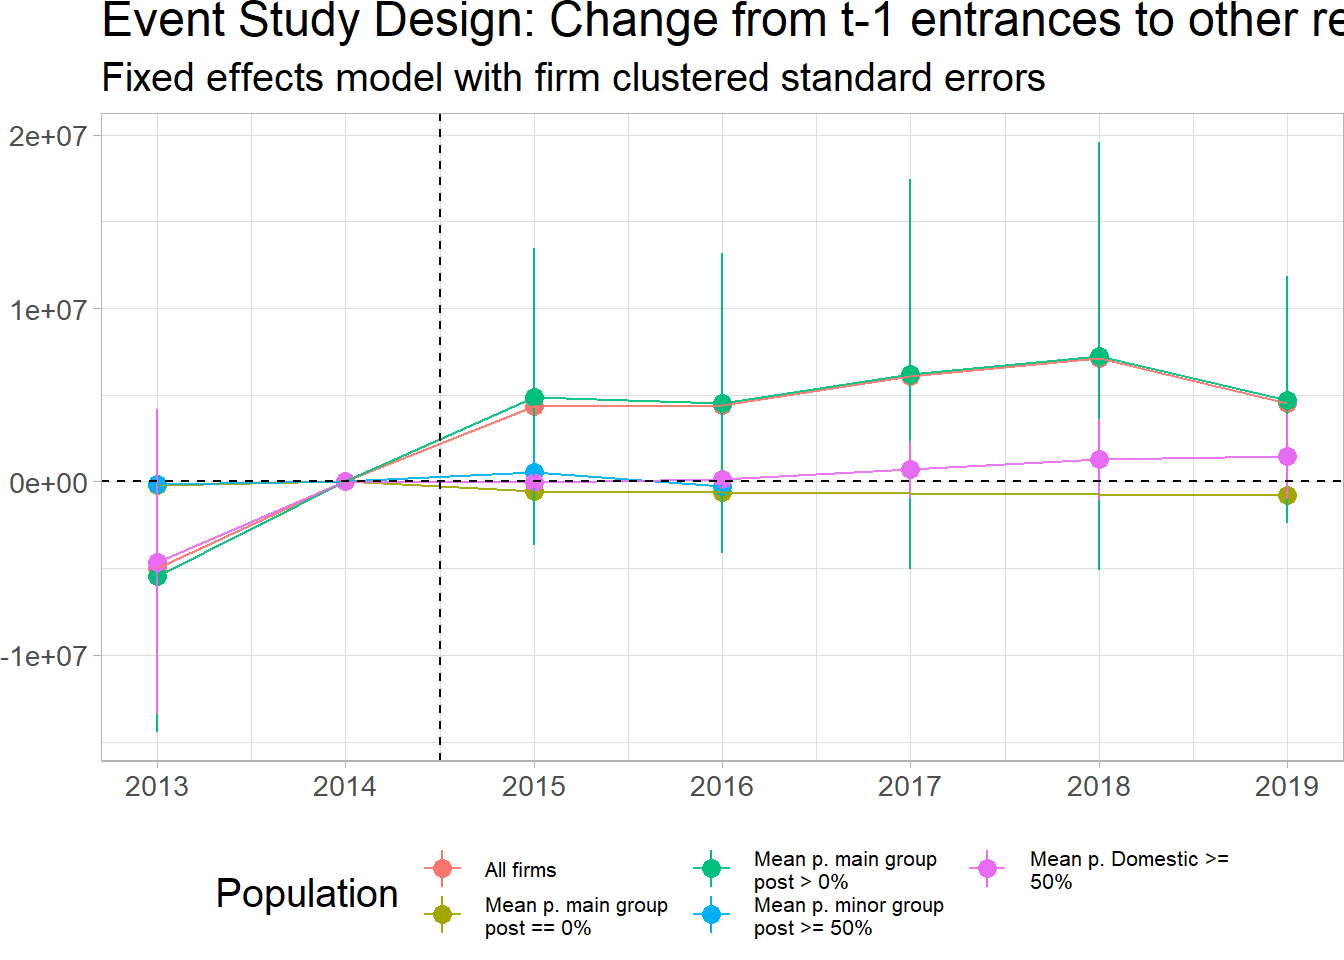 Event Study Design: Change from t-1 entrances to other
Fixed effects model with firm clustered standard errors
2e+07
1e+07
0e+00
-1e+07
2013 2014 2015 2016 2017 2018 2019
Population
All firms
Mean p. main group
post == 0%
Mean p. main group
post > 0%
Mean p. minor group
post >= 50%
Mean p. Domestic >=
50%